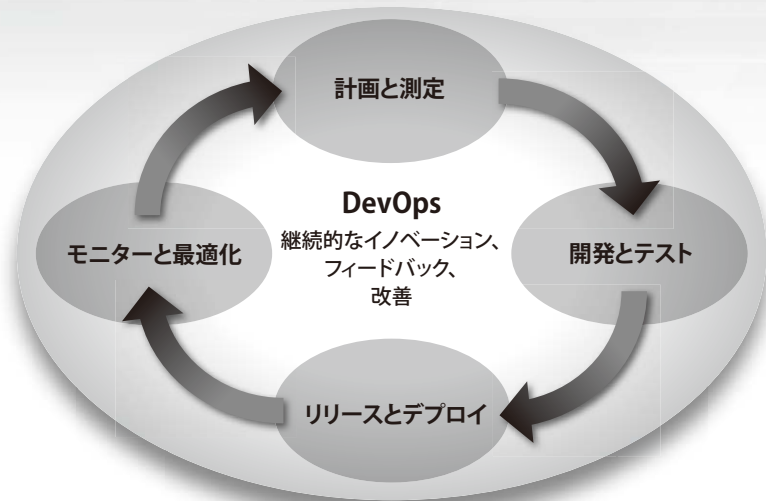 計画と測定
DevOps
継続的なイノベーション、
フィードバック、
改善
モニターと最適化
開発とテスト
リリースとデプロイ